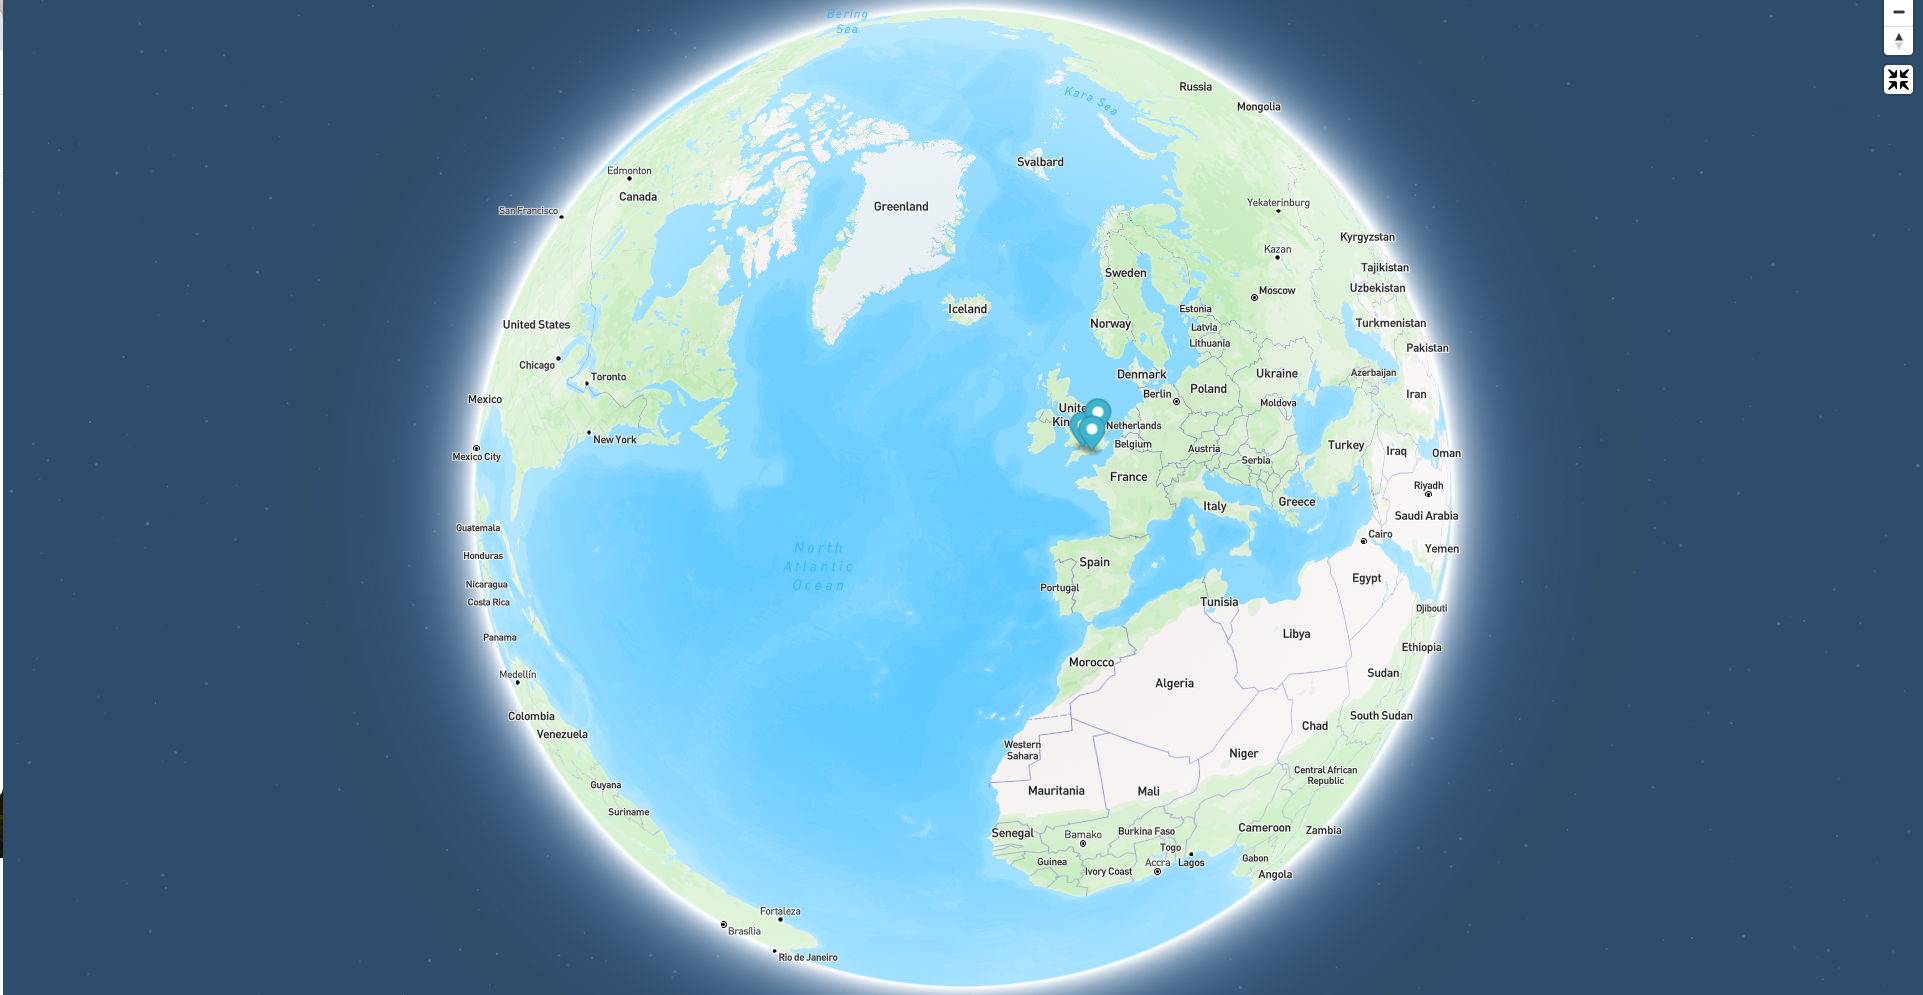 Bering
Sea
Russia
Kara Sea
Mongolia
Svalbard
Edmonton
Canada
Greenland
San Francisco
Yekaterinburg
Kyrgyzstan
Kazan
Tajikistan
Sweden
Uzbekistan
Moscow
Iceland
Estonia
United States
Norway
Latvia
Turkmenistan
Lithuania
Pakistan
Chicago
Toronto
Denmark
Ukraine
Azerbaijan
Berlin
Poland
Iran
Mexico
Moldova
Netherlands
New York
Belgium
Austria
Turkey
Iraq
Oman
Mexico City
Serbia
France
Riyadh
Italy
Greece
Saudi Arabia
Guatemala
Cairo
North
Atlantic
Ocean
Yemen
Honduras
Spain
Egypt
Nicaragua
Portugal
Costa Rica
Tunisia
Djibouti
Panama
Libya
Ethiopia
Morocco
Medellín
Sudan
Algeria
Colombia
South Sudan
Venezuela
Chad
Western
Sahara
Niger
Central African
Republic
Guyana
Mauritania
Mali
Suriname
Senegal
Bamako
Burkina Faso
Cameroon
Zambia
Togo
Guinea
Accra
Lagos
Gabon
Ivory Coast
Angola
Fortaleza
Brasília
Rio de Janeiro